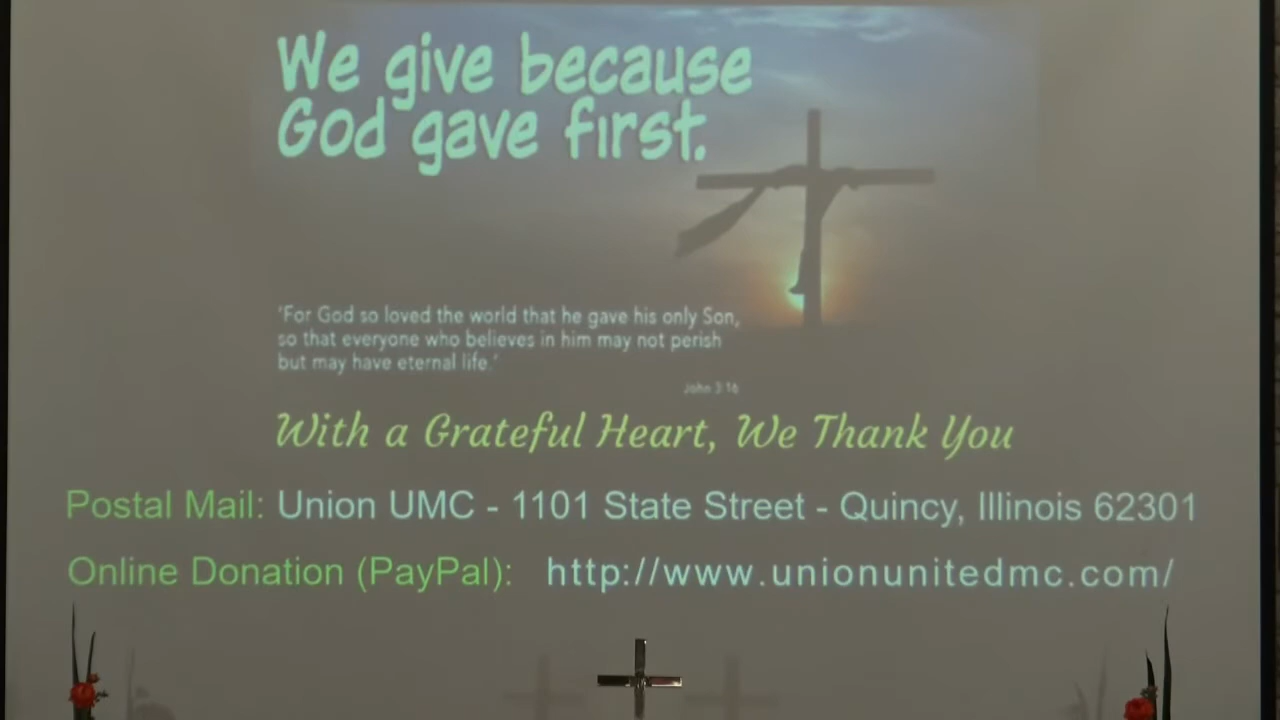 We give because
God gave first.
'For God so loved the world that he gave his only Son,
so that everyone who believes in him may not perish
but may have eternal life.'
John 3:16
With a Grateful Heart, We Thank You
Postal Mail: Union UMC - 1101 State Street - Quincy, Illinois 62301
Online Donation (PayPal): http://www.unionunitedmc.com/